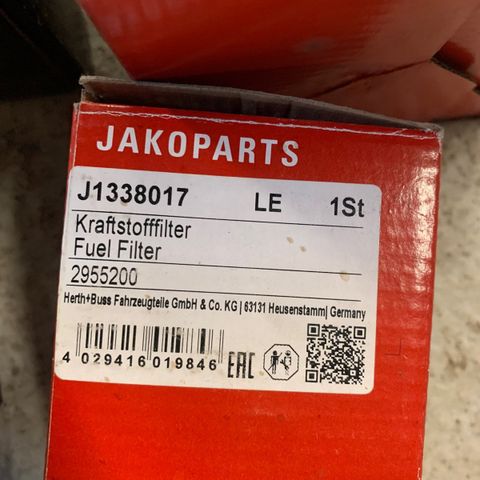 JAKOPARTS
J1338017 LE 1St
Kraftstofffilter
Fuel Filter
2955200
Herth+Buss Fahrzeugteile GmbH & Co. KG | 63131 Heusenstamm| Germany
4 029416 019846 EAC